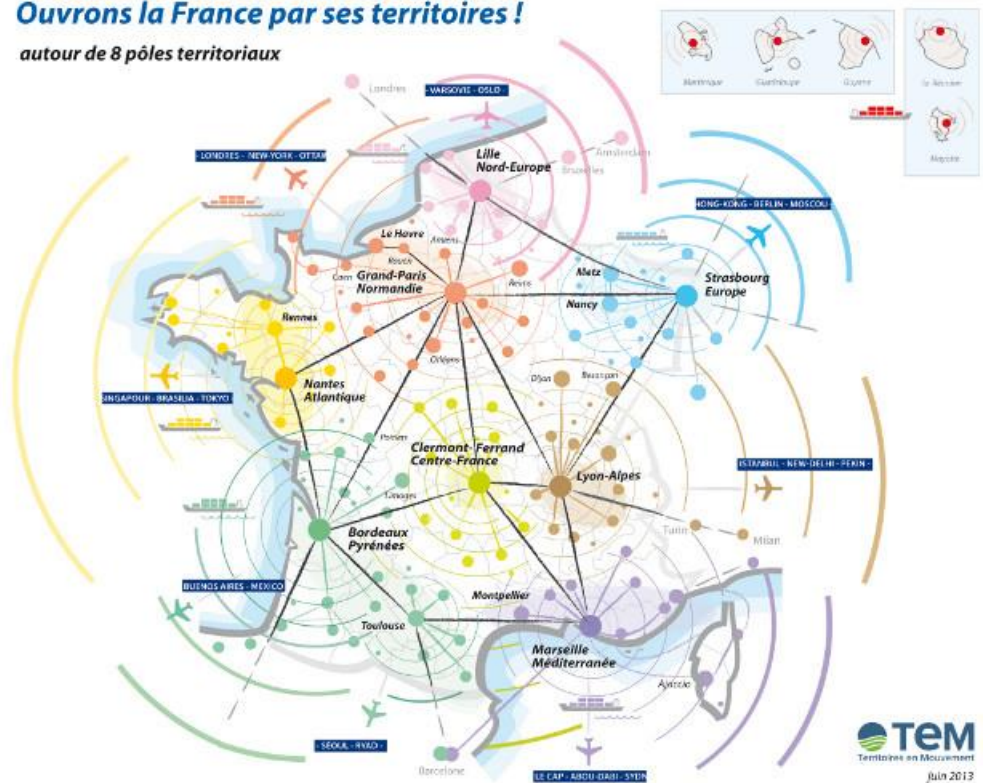 Ouvrons la France par ses territoires !
autour de 8 pôles territoriaux
Martinique
Guadeloupe
Guyane
La Réunion
Mayotte
Londres
- VARSOVIE - OSLO -
Lille
Nord-Europe
Amsterdam
Bruxelles
- LONDRES - NEW-YORK - OTTAW
HONG-KONG - BERLIN - MOSCOU -
Le Havre
Amiens
Rouen
Caen
Grand-Paris
Normandie
Reims
Metz
Nancy
Strasbourg
Europe
Rennes
Orléans
Nantes
Atlantique
SINGAPOUR - BRASILIA - TOKYO -
Dijon
Besançon
Poitiers
Clermont-Ferrand
Centre-France
Lyon-Alpes
ISTANBUL - NEW-DELHI - PEKIN -
Limoges
Turin
Milan
Bordeaux
Pyrénées
BUENOS AIRES - MEXICO
Montpellier
Toulouse
Marseille
Méditerranée
Ajaccio
- SÉOUL - RYAD -
Barcelone
LE CAP - ABOU-DABI - SYDN
TEM
Territoires en Mouvement
Juin 2013